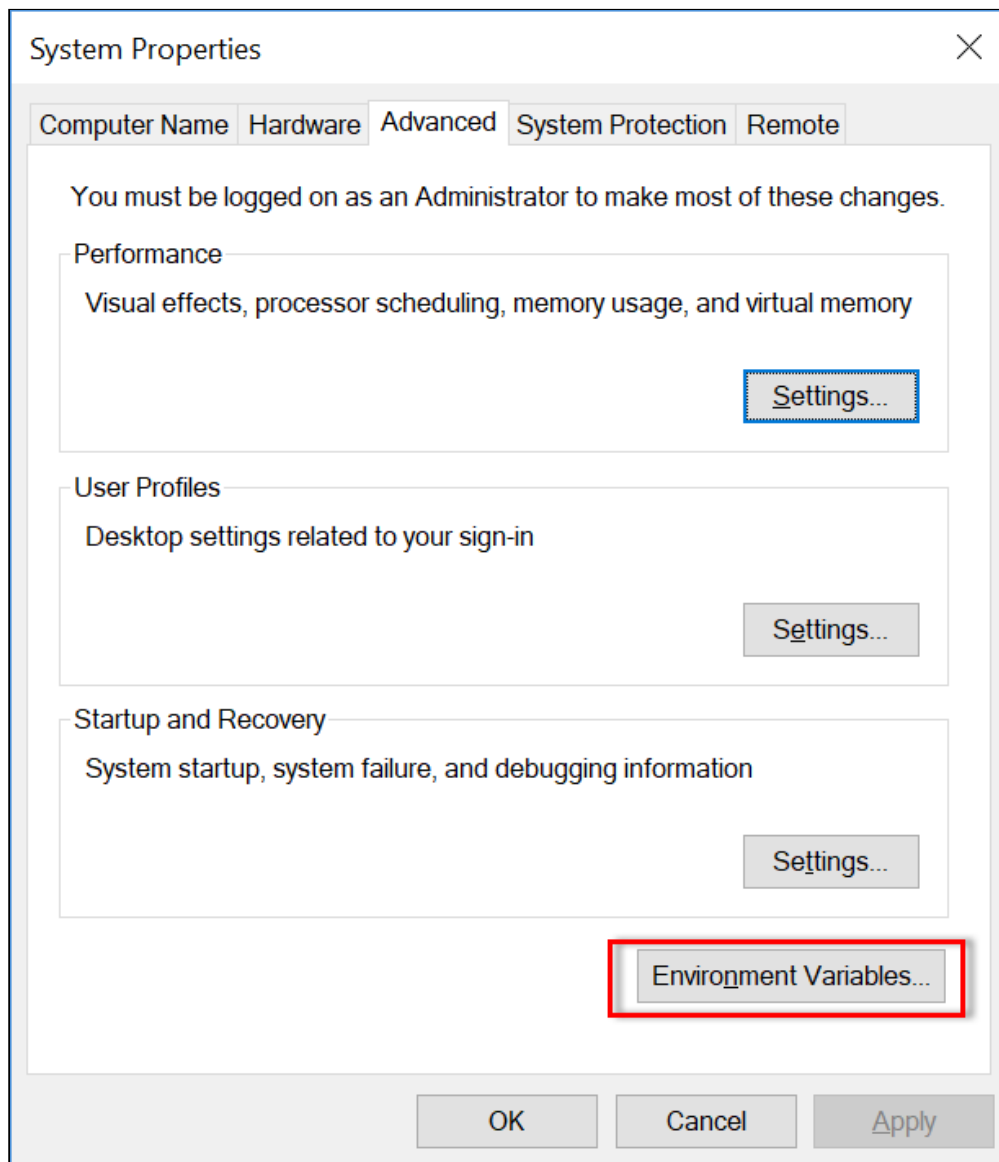 System Properties
Computer Name Hardware Advanced System Protection Remote
You must be logged on as an Administrator to make most of these changes.
Performance
Visual effects, processor scheduling, memory usage, and virtual memory
Settings...
User Profiles
Desktop settings related to your sign-in
Settings...
Startup and Recovery
System startup, system failure, and debugging information
Settings...
Environment Variables...
OK Cancel Apply